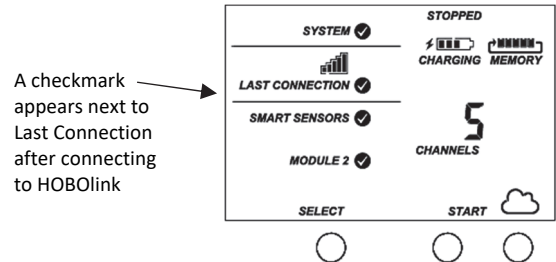 A checkmark
appears next to
Last Connection
after connecting
to HOBOlink
SYSTEM
LAST CONNECTION
SMART SENSORS
MODULE 2
SELECT
STOPPED
CHARGING MEMORY
5
CHANNELS
START